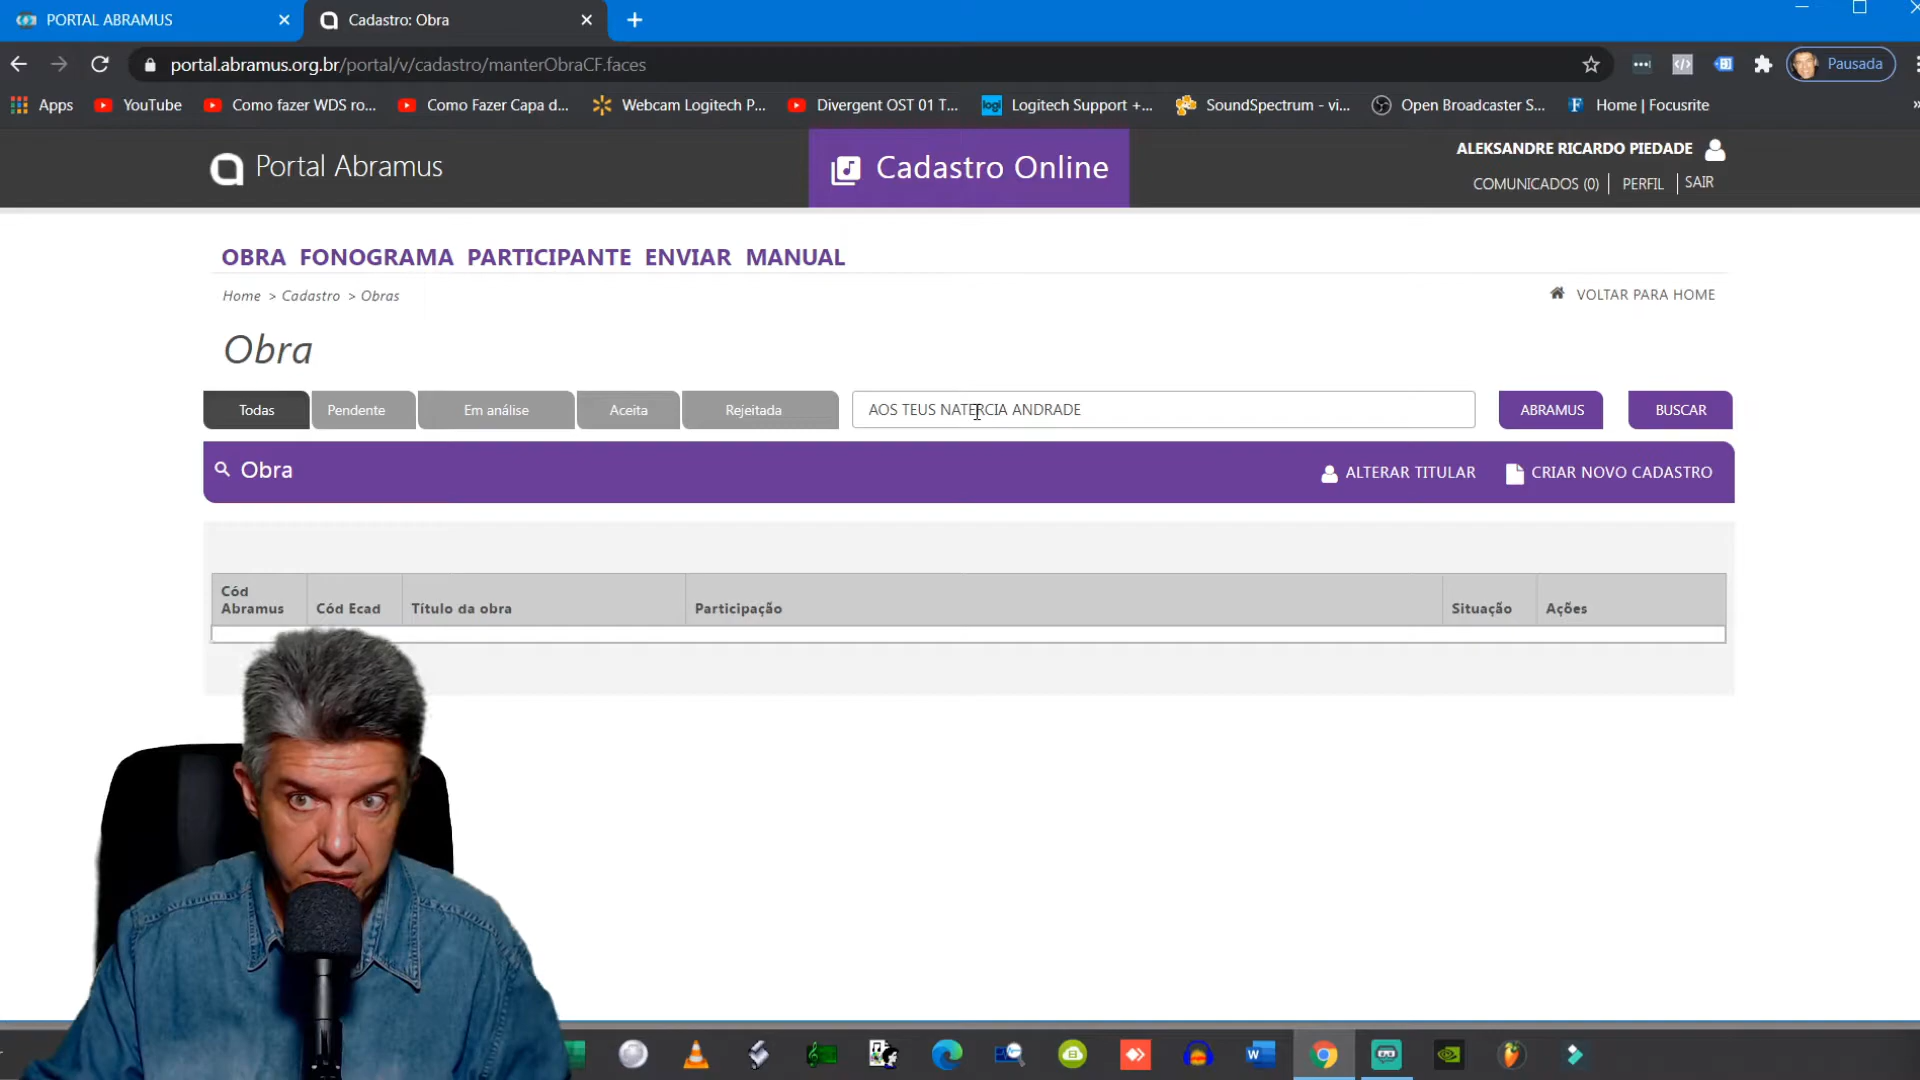 PORTAL ABRAMUS
Cadastro: Obra
portal.abramus.org.br/portal/v/cadastro/manterObraCF.faces
Pausada
Apps
YouTube
Como fazer WDS ro...
Como Fazer Capa d...
Webcam Logitech P...
Divergent OST 01 T...
logi
Logitech Support +...
SoundSpectrum - vi...
Open Broadcaster S...
Home | Focusrite
Portal Abramus
Cadastro Online
ALEKSANDRE RICARDO PIEDADE
COMUNICADOS (0) | PERFIL | SAIR
OBRA FONOGRAMA PARTICIPANTE ENVIAR MANUAL
Home > Cadastro > Obras
VOLTAR PARA HOME
Obra
Todas
Pendente
Em análise
Aceita
Rejeitada
AOS TEUS NATERCIA ANDRADE
ABRAMUS
BUSCAR
Obra
ALTERAR TITULAR
CRIAR NOVO CADASTRO
Cód
Abramus
Cód Ecad
Título da obra
Participação
Situação
Ações